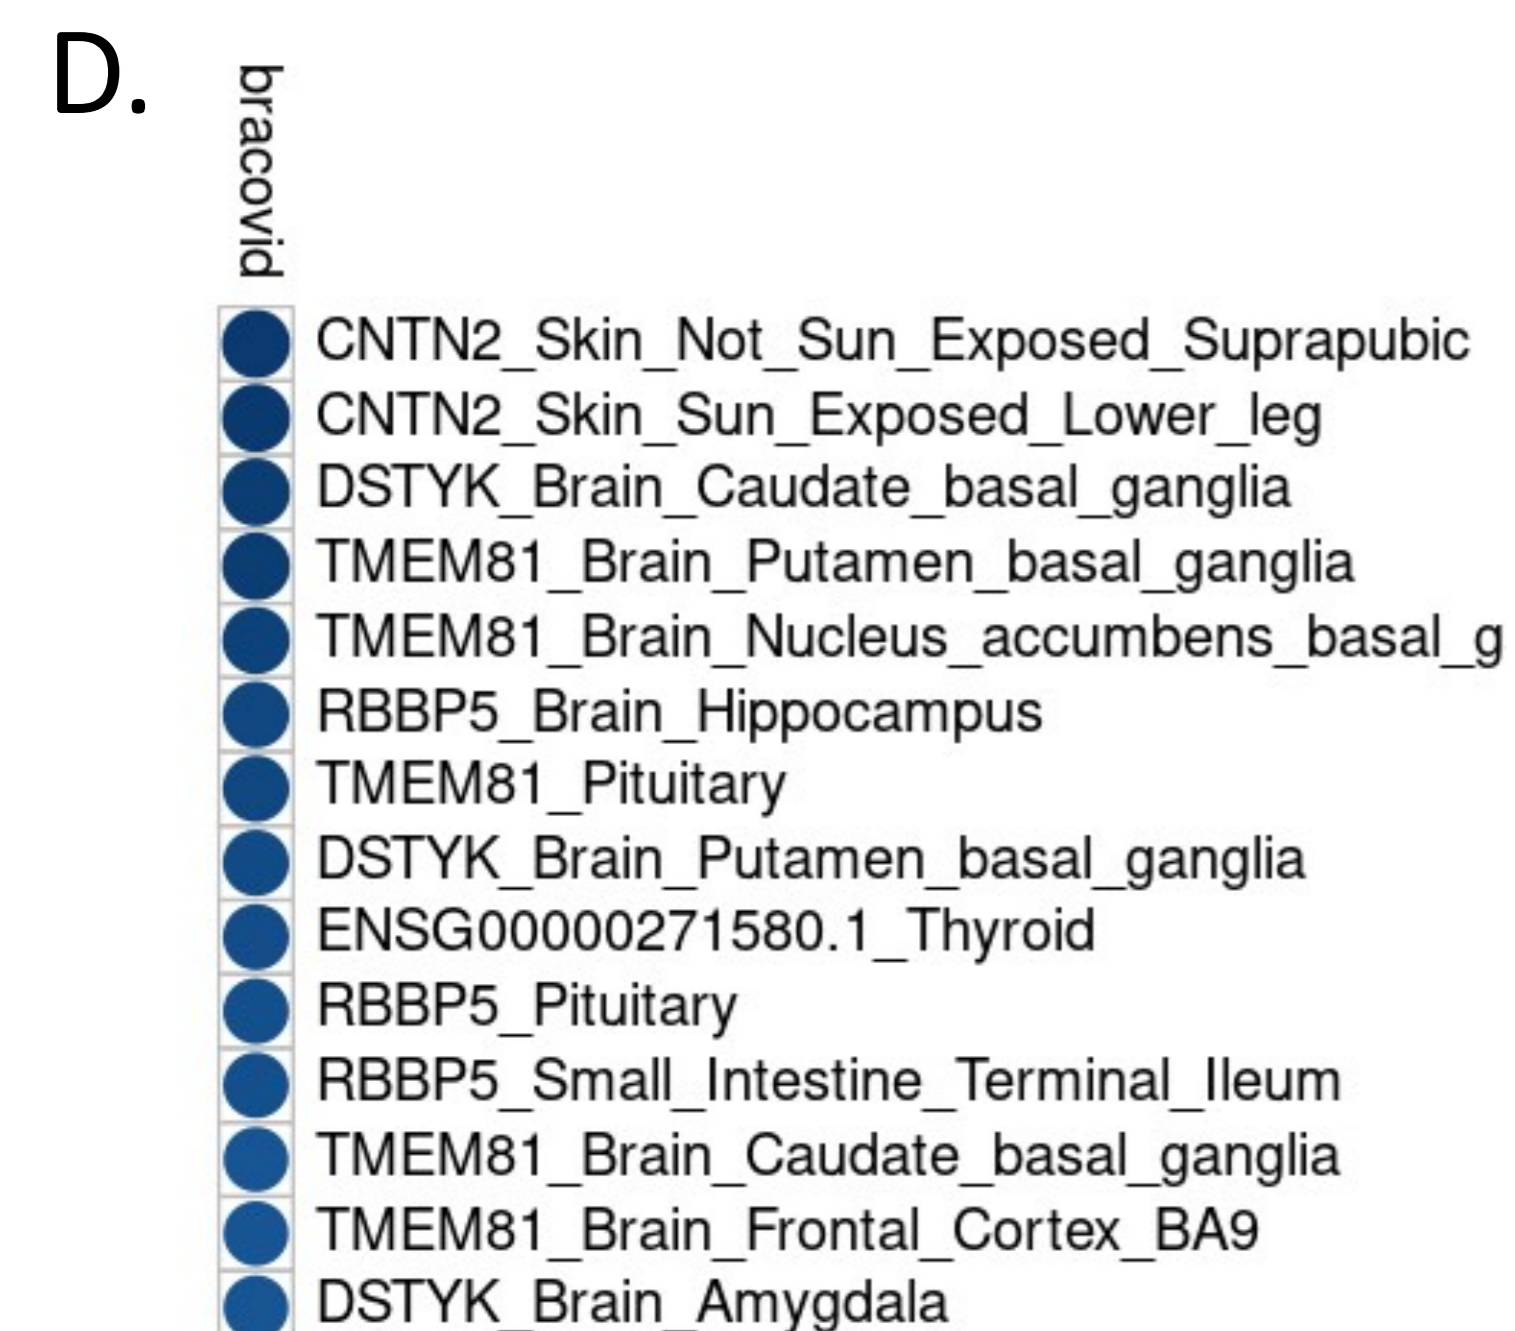 D.
bracovid
CNTN2_Skin_Not_Sun_Exposed_Suprapubic
CNTN2_Skin_Sun_Exposed_Lower_leg
DSTYK_Brain_Caudate_basal_ganglia
TMEM81_Brain_Putamen_basal_ganglia
TMEM81_Brain_Nucleus_accumbens_basal_g
RBBP5_Brain_Hippocampus
TMEM81_Pituitary
DSTYK_Brain_Putamen_basal_ganglia
ENSG00000271580.1_Thyroid
RBBP5_Pituitary
RBBP5_Small_Intestine_Terminal_Ileum
TMEM81_Brain_Caudate_basal_ganglia
TMEM81_Brain_Frontal_Cortex_BA9
DSTYK_Brain_Amygdala